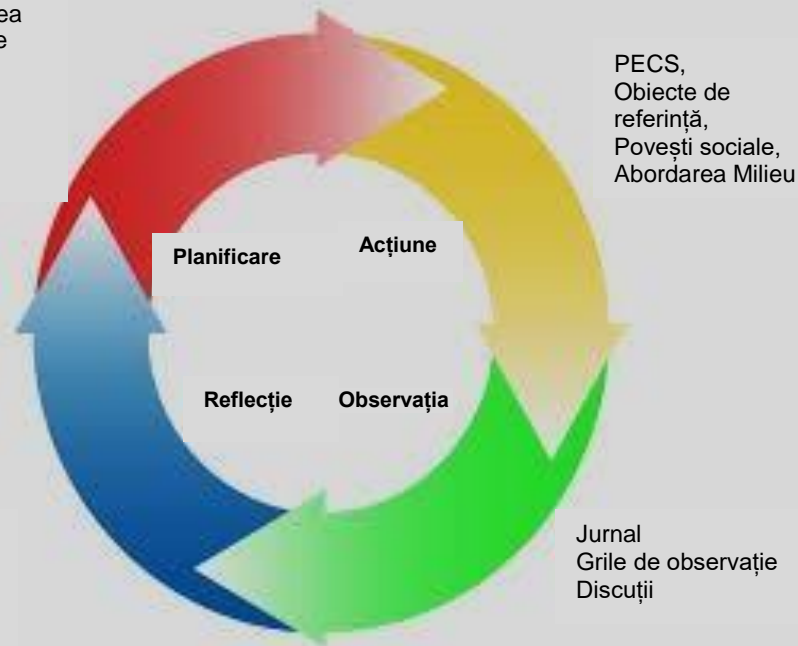 PECS,
Obiecte de
referință,
Povești sociale,
Abordarea Milieu
Planificare
Acțiune
Reflecție
Observația
Jurnal
Grile de observație
Discuții